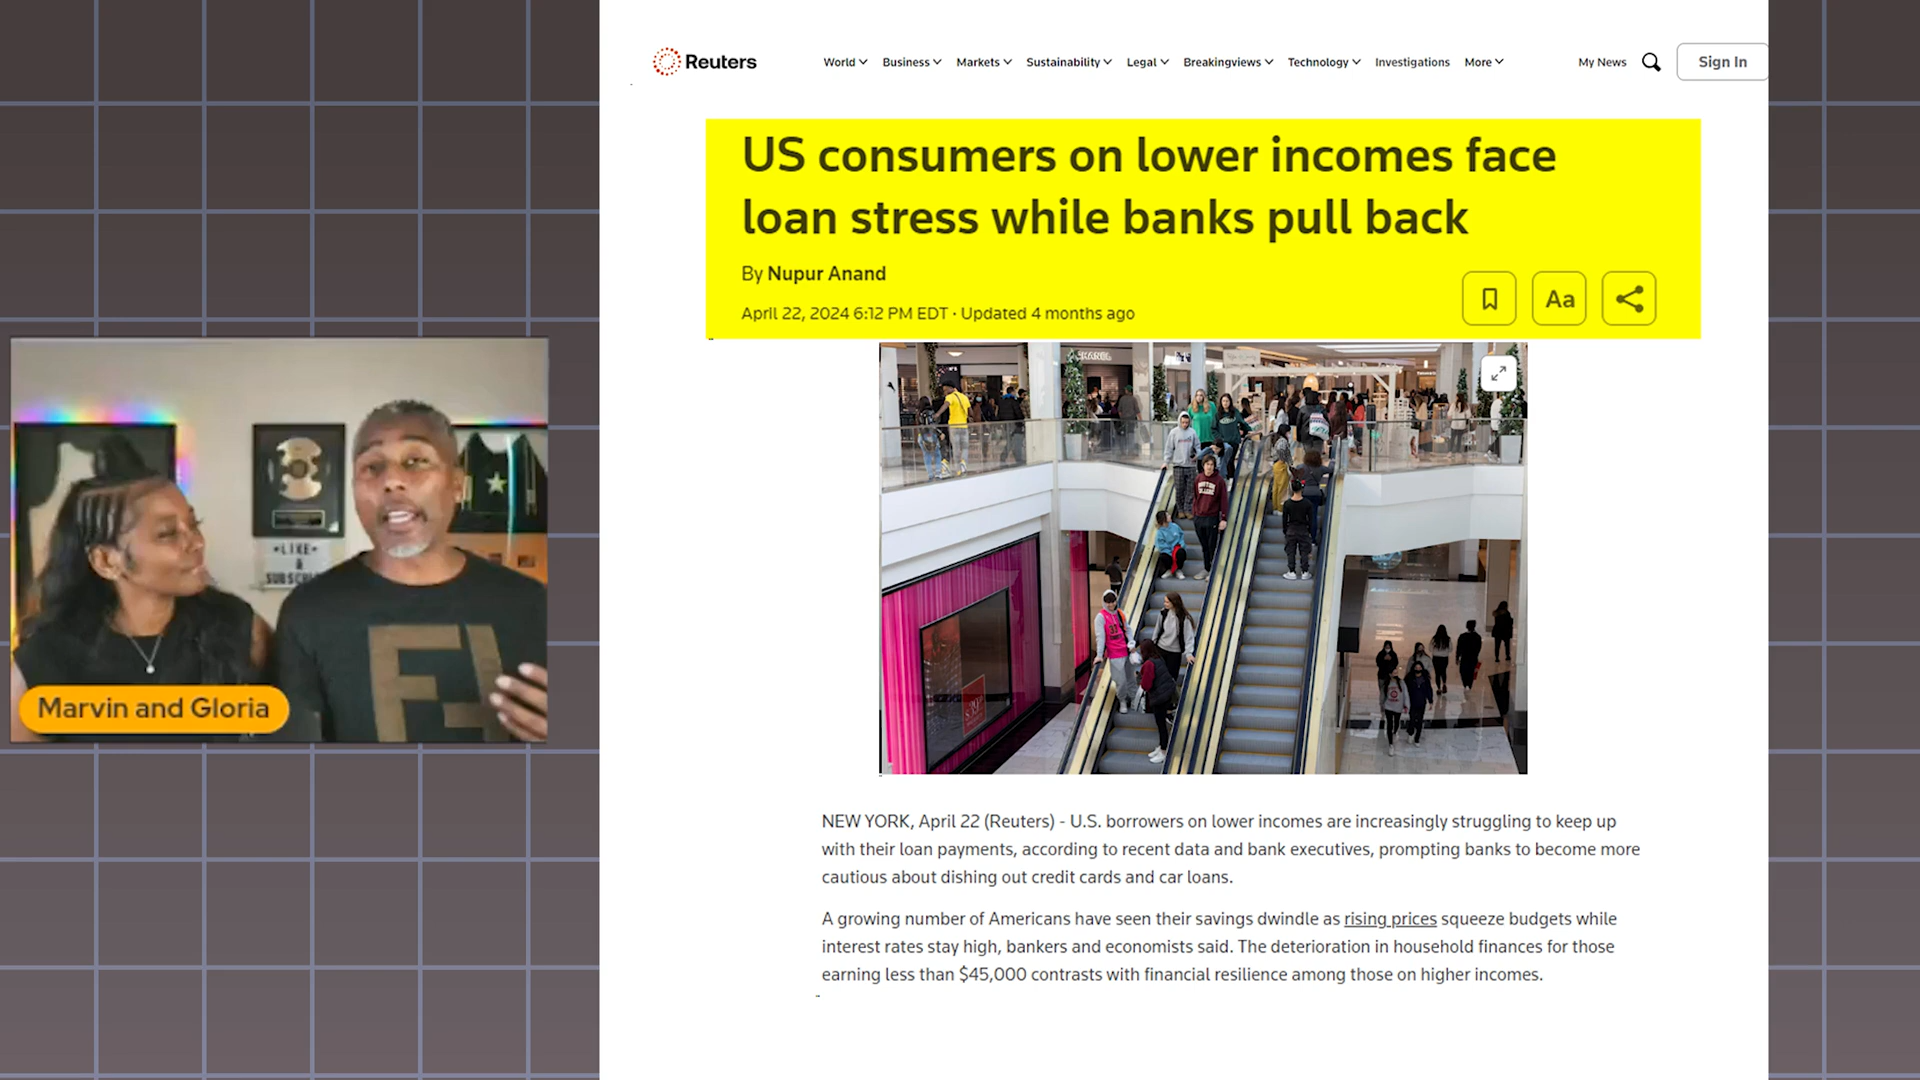 Reuters
World
Business
Markets
Sustainability
Legal
Breakingviews
Technology
Investigations
More
My News
Sign In
US consumers on lower incomes face
loan stress while banks pull back
By Nupur Anand
April 22, 2024 6:12 PM EDT · Updated 4 months ago
Aa
CHANEL
•LIKE•
&
Marvin and Gloria
NEW YORK, April 22 (Reuters) - U.S. borrowers on lower incomes are increasingly struggling to keep up
with their loan payments, according to recent data and bank executives, prompting banks to become more
cautious about dishing out credit cards and car loans.
A growing number of Americans have seen their savings dwindle as rising prices squeeze budgets while
interest rates stay high, bankers and economists said. The deterioration in household finances for those
earning less than $45,000 contrasts with financial resilience among those on higher incomes.